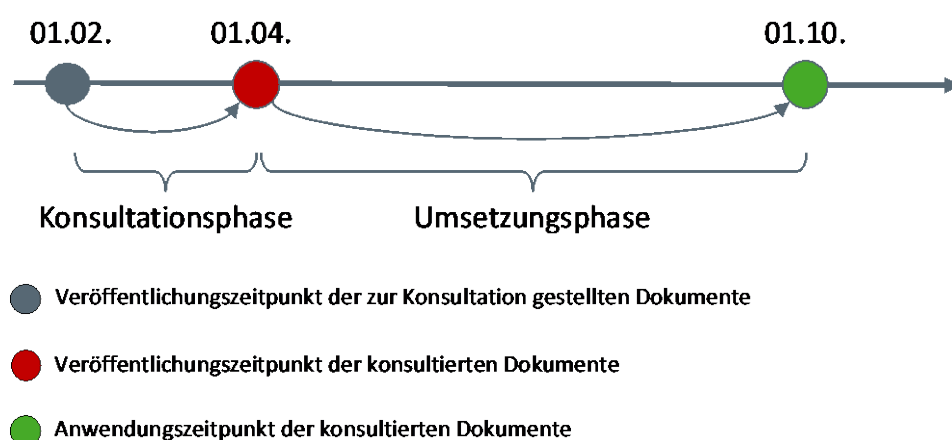 01.02. 01.04. 01.10.
Konsultationsphase Umsetzungsphase
Veröffentlichungszeitpunkt der zur Konsultation gestellten Dokumente
Veröffentlichungszeitpunkt der konsultierten Dokumente
Anwendungszeitpunkt der konsultierten Dokumente